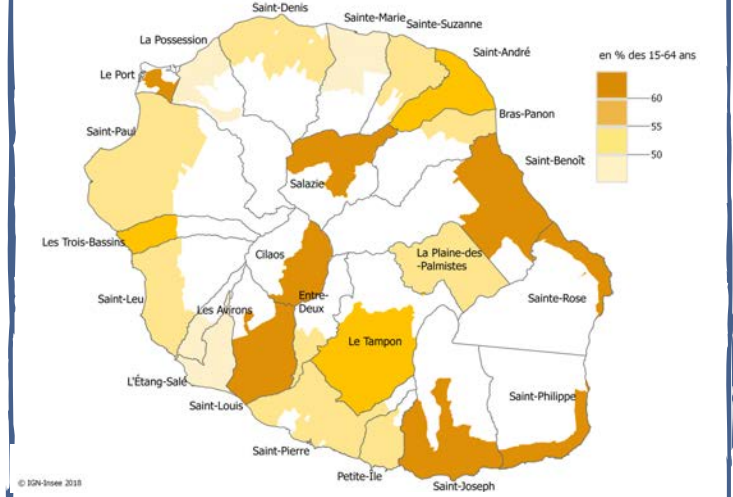 Saint-Denis
Sainte-Marie
Sainte-Suzanne
La Possession
Saint-André
en % des 15-64 ans
Le Port
60
Bras-Panon
55
Saint-Paul
50
Saint-Benoît
Salazie
Les Trois-Bassins
Cilaos
La Plaine-des
-Palmistes
Saint-Leu
Entre-
Deux
Sainte-Rose
Les Avirons
Le Tampon
L'Étang-Salé
Saint-Philippe
Saint-Louis
Saint-Pierre
Petite-Île
Saint-Joseph
© IGN-Insee 2018